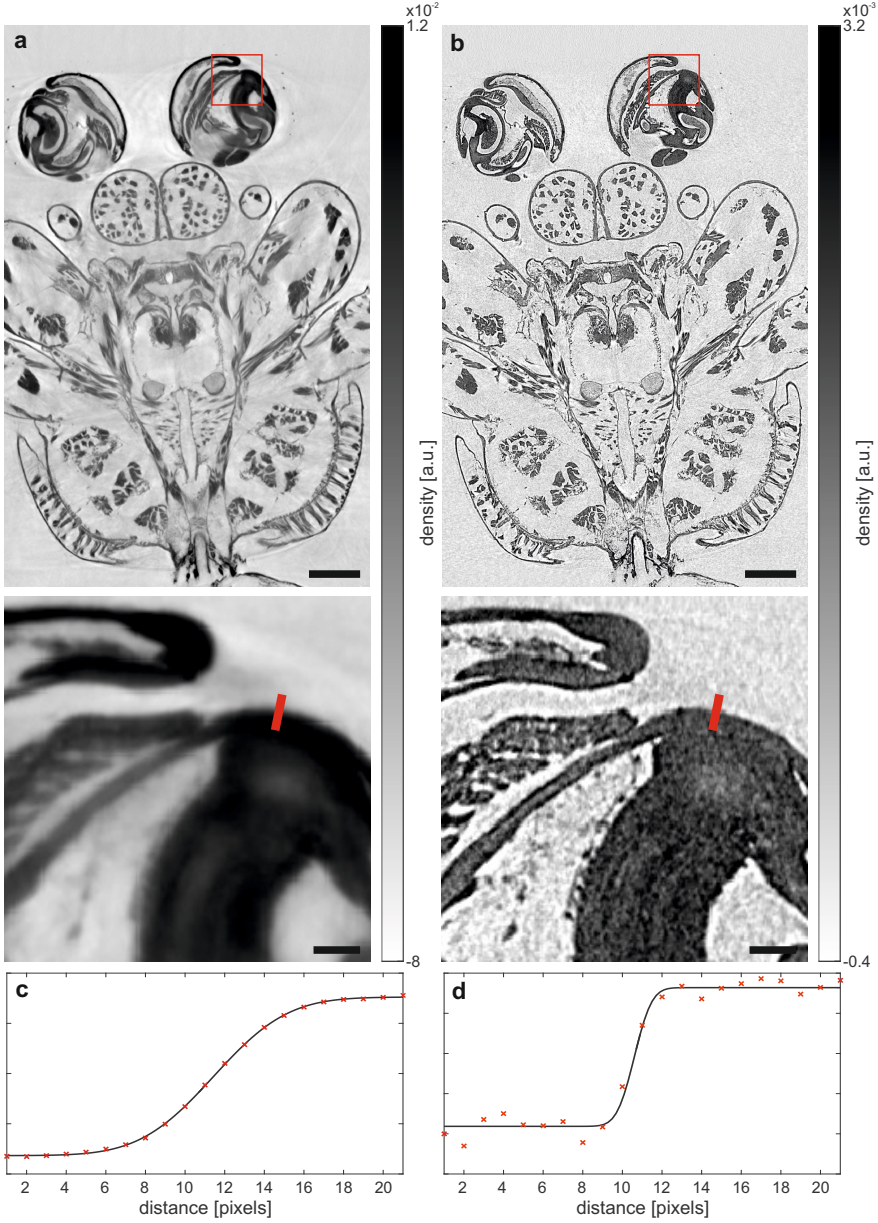 x10⁻²
x10⁻³
a
1.2
b
3.2
density [a.u.]
density [a.u.]
-8
-0.4
c
d
2 4 6 8 10 12 14 16 18 20
2 4 6 8 10 12 14 16 18 20
distance [pixels]
distance [pixels]